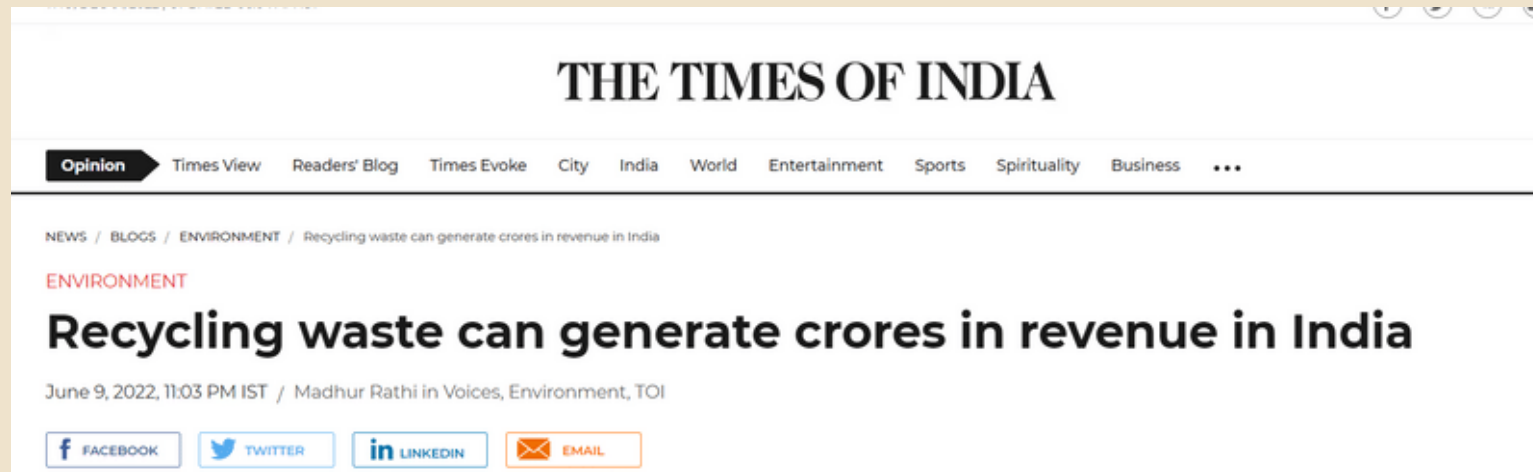 THE TIMES OF INDIA
Opinion Times View Readers' Blog Times Evoke City India World Entertainment Sports Spirituality Business
NEWS / BLOGS / ENVIRONMENT / Recycling waste can generate crores in revenue in India
ENVIRONMENT
Recycling waste can generate crores in revenue in India
June 9, 2022, 11:03 PM IST / Madhur Rathi in Voices, Environment, TOI
f FACEBOOK TWITTER in LINKEDIN EMAIL